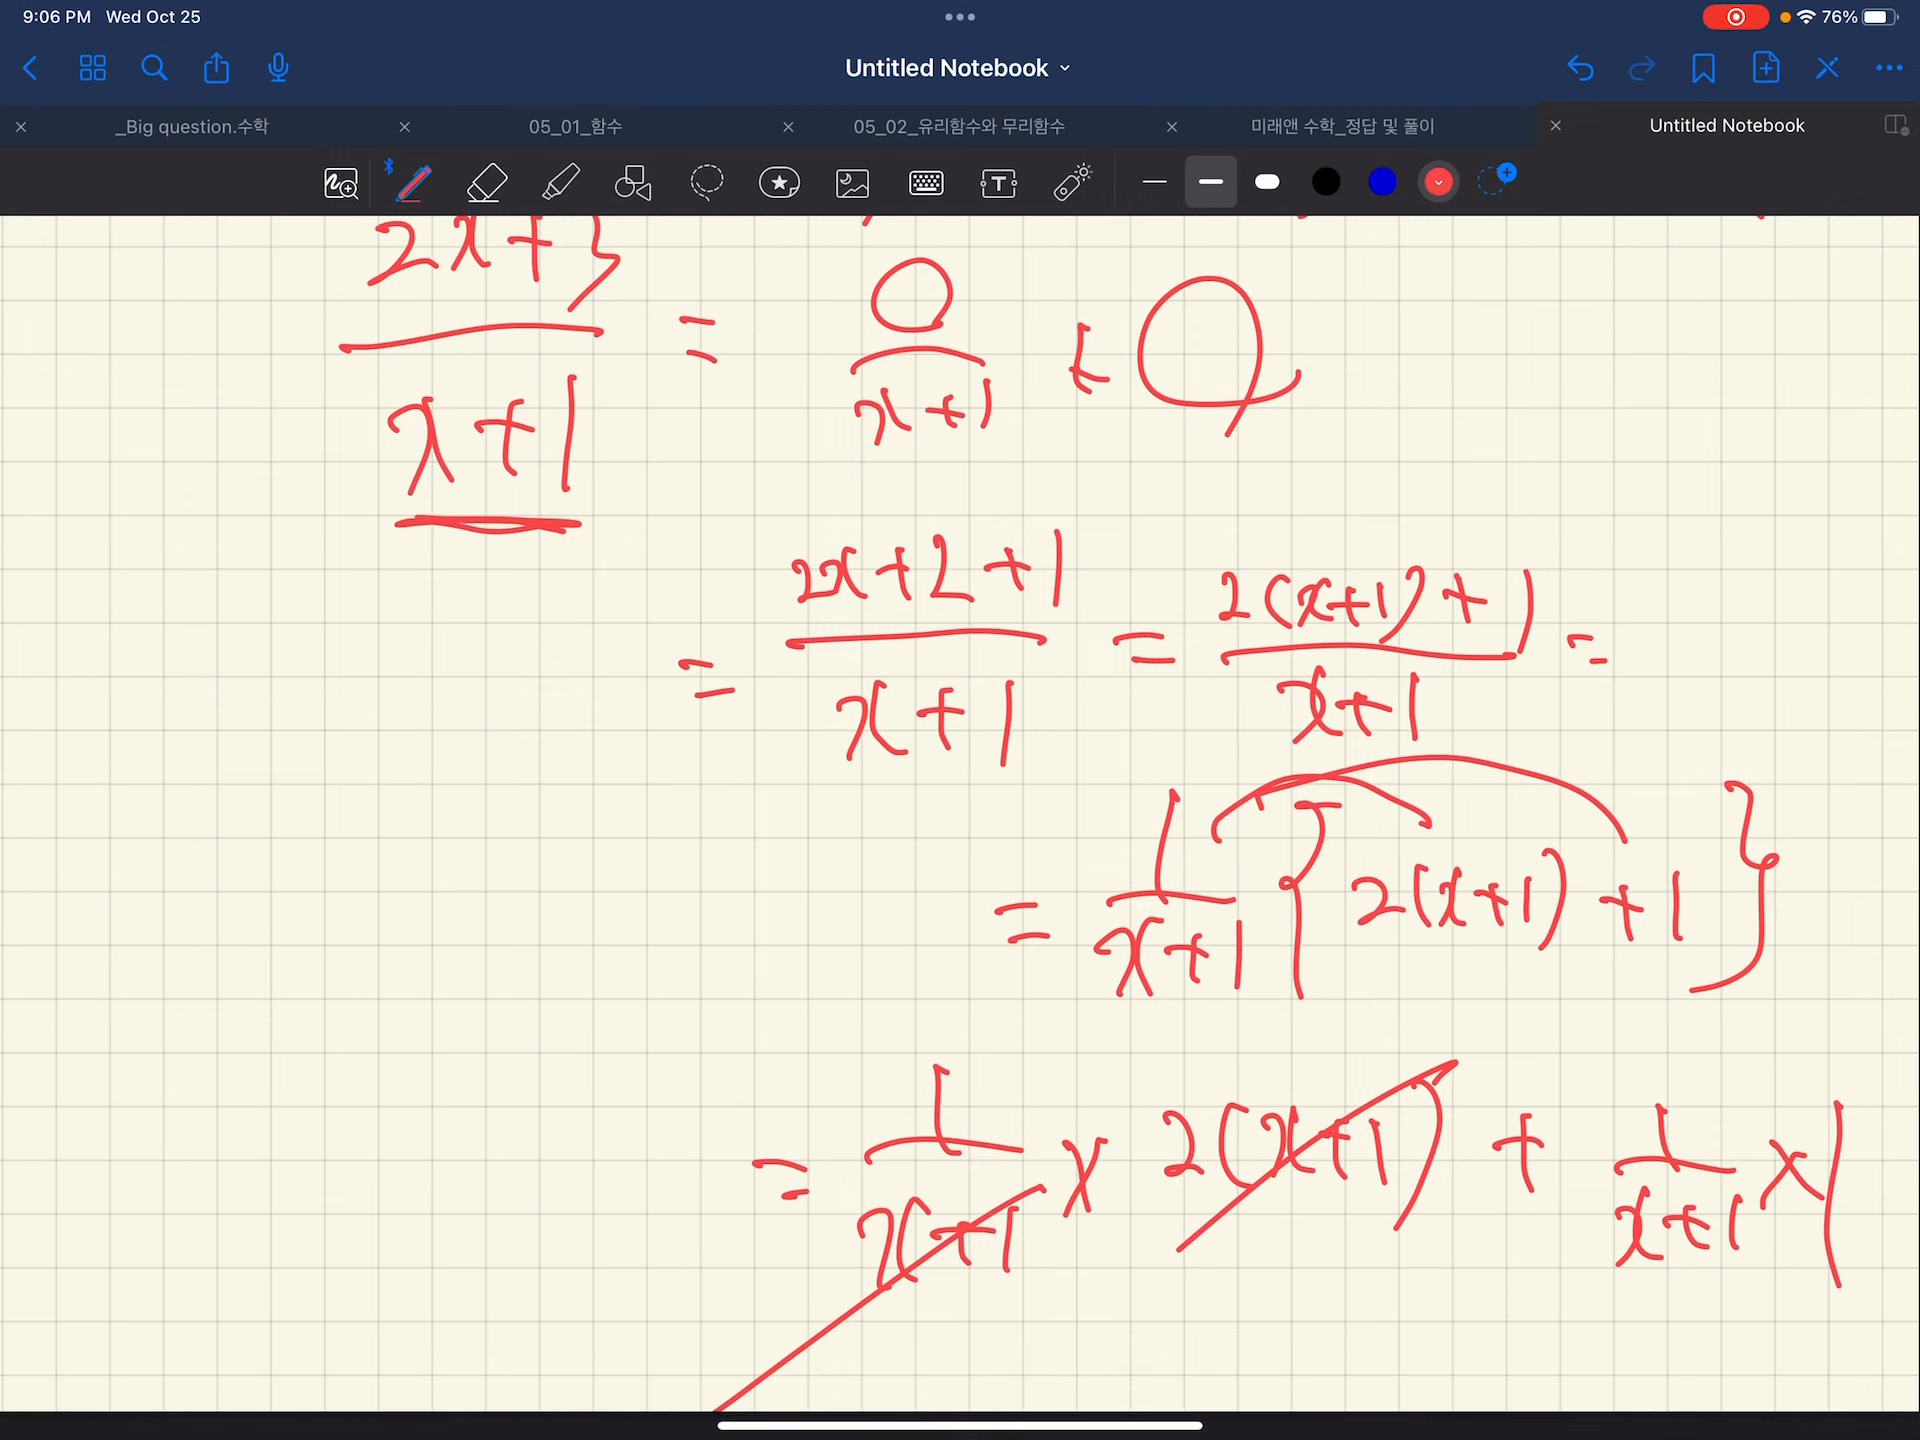 9:06 PM Wed Oct 25 76%
Untitled Notebook
_Big question.수학 05_01_함수 05_02_유리함수와 무리함수 미래엔 수학_정답 및 풀이 Untitled Notebook
T
2x+3 / x+1 = ○ / x+1 + ○
= 2x+2+1 / x+1 = 2(x+1)+1 / x+1 =
= 1 / x+1 { 2(x+1) +1 }
= 1 / x+1 × 2(x+1) + 1 / x+1 × 1